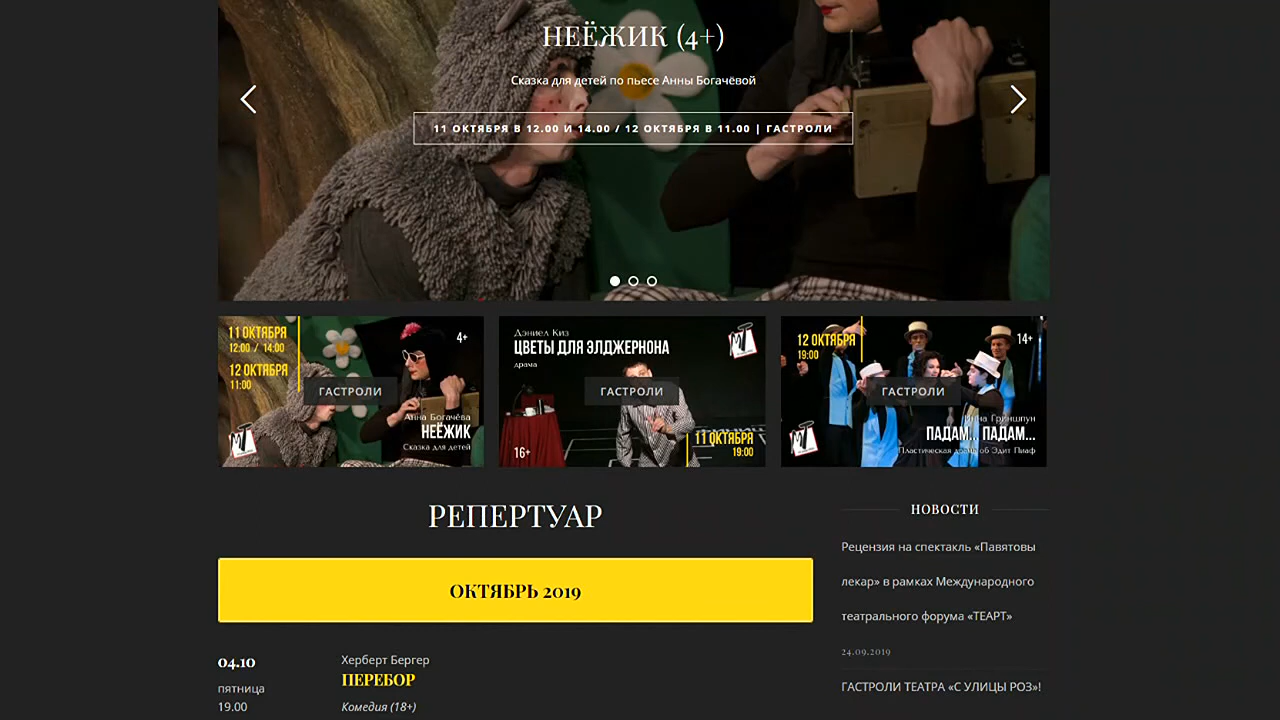 НЕЁЖИК (4+)
Сказка для детей по пьесе Анны Богачёвой
11 ОКТЯБРЯ В 12.00 И 14.00 / 12 ОКТЯБРЯ В 11.00 | ГАСТРОЛИ
11 ОКТЯБРЯ
12:00 / 14:00
12 ОКТЯБРЯ
11:00
4+
ГАСТРОЛИ
Анна Богачёва
НЕЁЖИК
Сказка для детей
Дэниел Киз
ЦВЕТЫ ДЛЯ ЭЛДЖЕРНОНА
драма
ГАСТРОЛИ
16+
11 ОКТЯБРЯ
19:00
12 ОКТЯБРЯ
19:00
14+
ГАСТРОЛИ
Инна Гриншпун
ПАДАМ... ПАДАМ...
Пластическая драма об Эдит Пиаф
РЕПЕРТУАР
ОКТЯБРЬ 2019
04.10
пятница
19.00
Херберт Бергер
ПЕРЕБОР
Комедия (18+)
НОВОСТИ
Рецензия на спектакль «Павятовы
лекар» в рамках Международного
театрального форума «ТЕАРТ»
24.09.2019
ГАСТРОЛИ ТЕАТРА «С УЛИЦЫ РОЗ»!